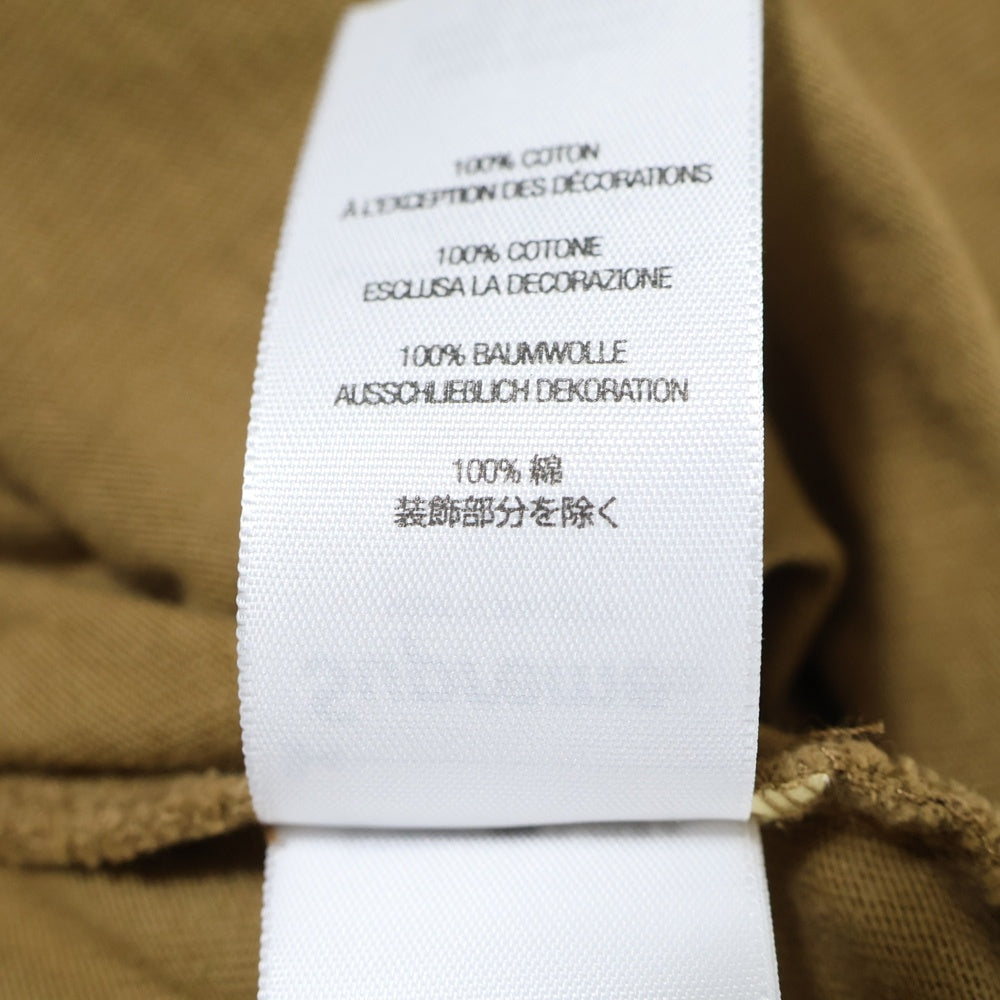 100% COTON
À L'EXCEPTION DES DÉCORATIONS
100% COTONE
ESCLUSA LA DECORAZIONE
100% BAUMWOLLE
AUSSCHLIEBLICH DEKORATION
100% 綿
装飾部分を除く